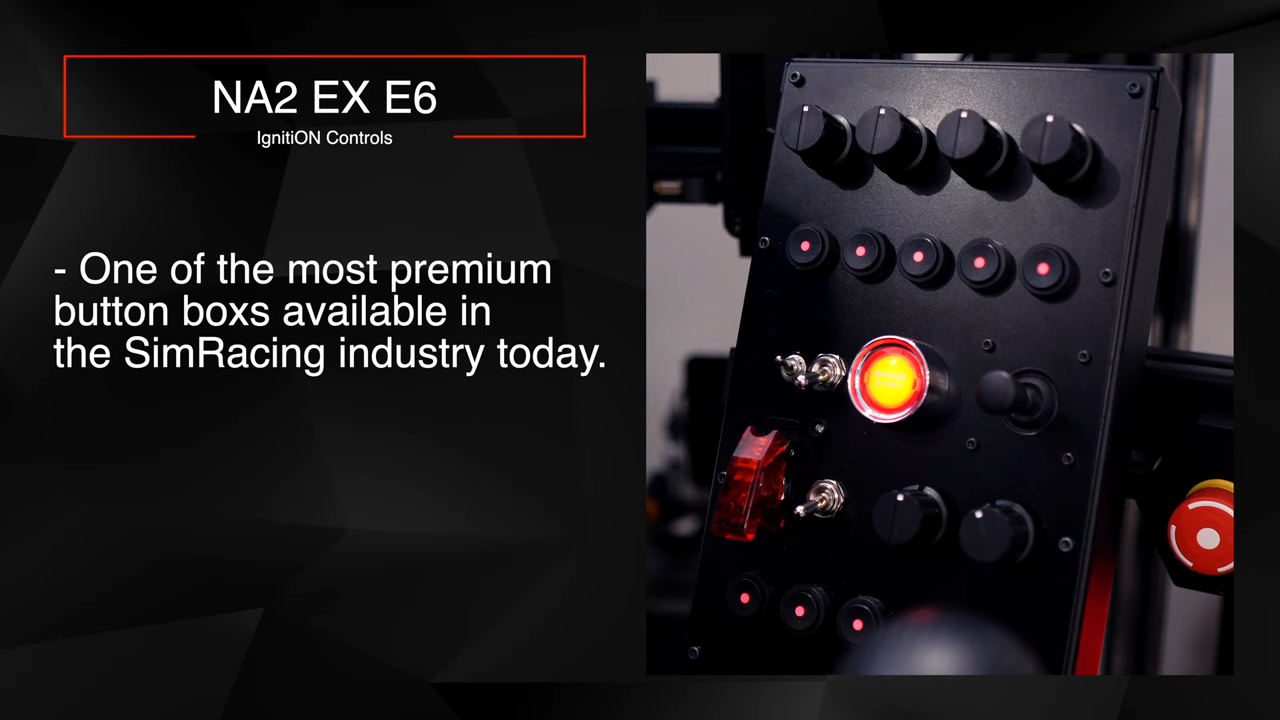 NA2 EX E6
IgnitiON Controls
- One of the most premium
button boxs available in
the SimRacing industry today.